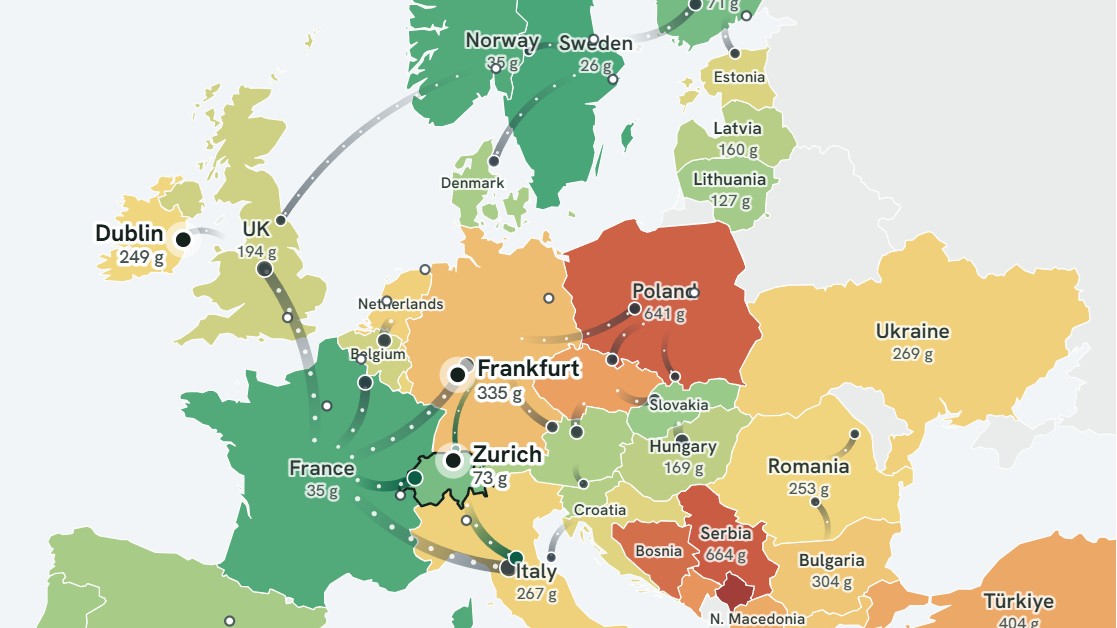 71 g
Norway
35 g
Sweden
26 g
Estonia
Latvia
160 g
Lithuania
127 g
Denmark
Dublin
249 g
UK
194 g
Netherlands
Poland
641 g
Ukraine
269 g
Belgium
Frankfurt
335 g
Slovakia
Hungary
169 g
Zurich
73 g
France
35 g
Romania
253 g
Croatia
Serbia
664 g
Bosnia
Bulgaria
304 g
Italy
267 g
Türkiye
404 g
N. Macedonia